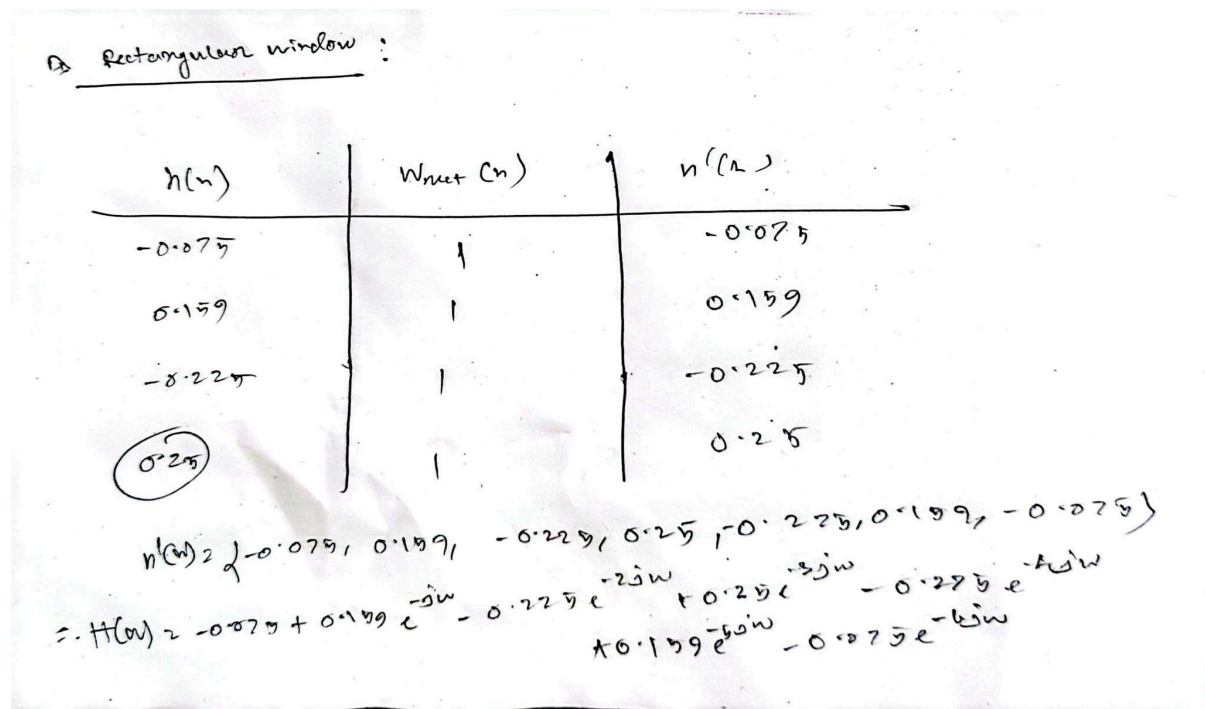 Rectangular window :
h(n) Wrect (n) h'(n)
-0.075 1 -0.075
0.159 1 0.159
-0.225 1 -0.225
0.25 1 0.25
h'(n) = {-0.075, 0.159, -0.225, 0.25, -0.225, 0.159, -0.075}
∴ H(ω) = -0.075 + 0.159 e^-jω - 0.225 e^-2jω + 0.25 e^-3jω - 0.225 e^-4jω
+ 0.159 e^-5jω - 0.075 e^-6jω